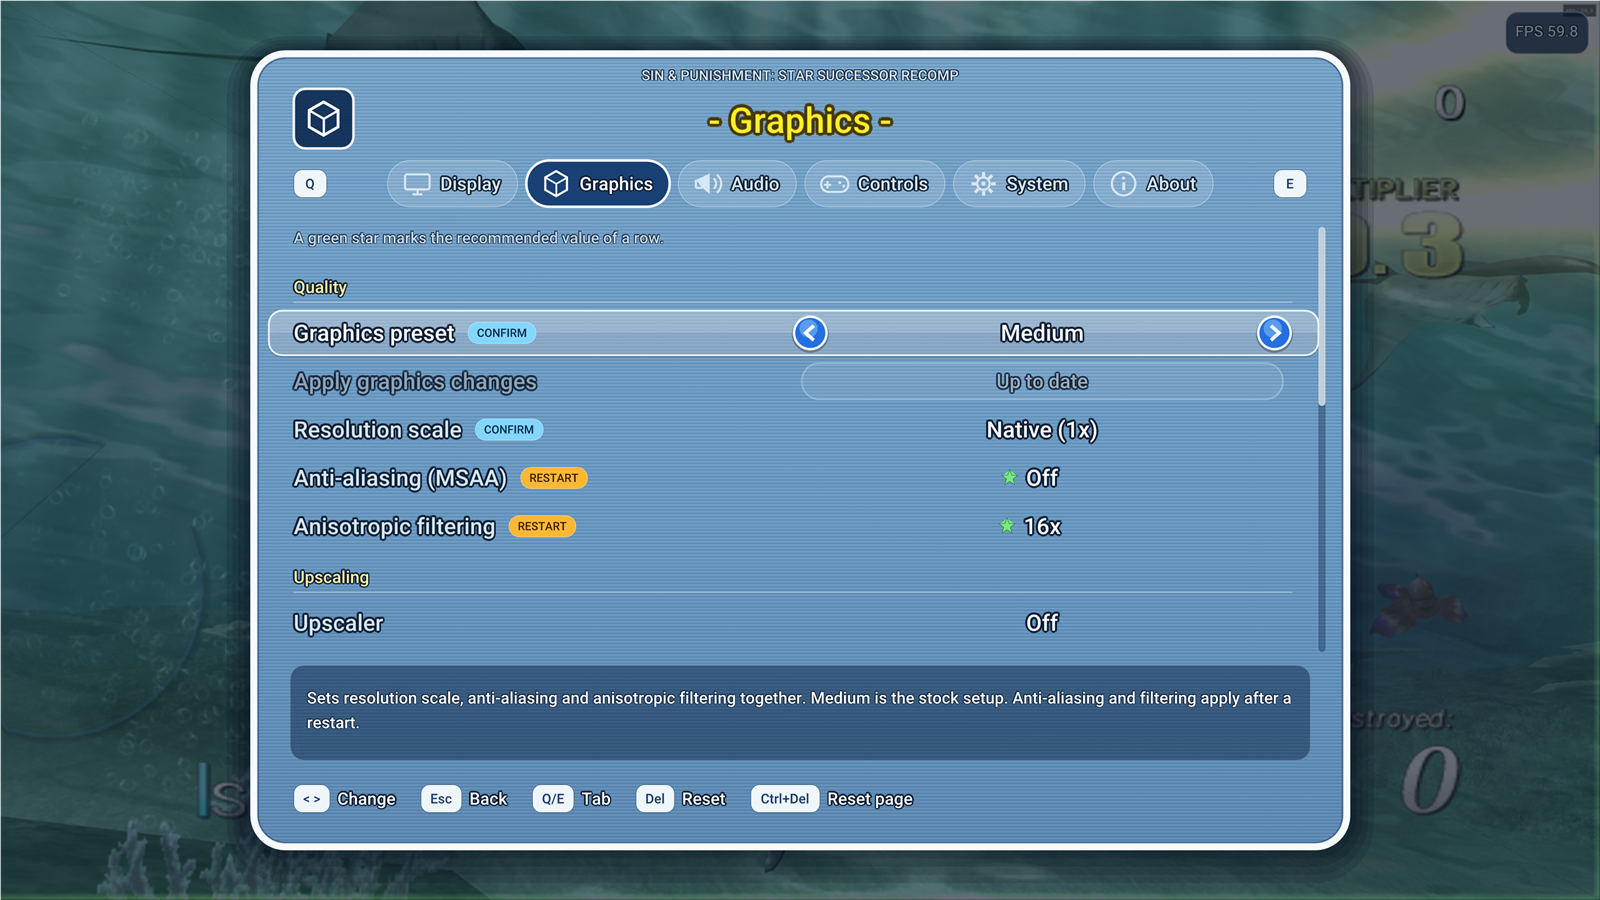 FPS 59.8
SIN & PUNISHMENT: STAR SUCCESSOR RECOMP
- Graphics -
0
Q
Display
Graphics
Audio
Controls
System
About
E
A green star marks the recommended value of a row.
Quality
Graphics preset CONFIRM Medium
Apply graphics changes Up to date
Resolution scale CONFIRM Native (1x)
Anti-aliasing (MSAA) RESTART Off
Anisotropic filtering RESTART 16x
Upscaling
Upscaler Off
Sets resolution scale, anti-aliasing and anisotropic filtering together. Medium is the stock setup. Anti-aliasing and filtering apply after a
restart.
stroyed:
0
Is
< > Change Esc Back Q/E Tab Del Reset Ctrl+Del Reset page